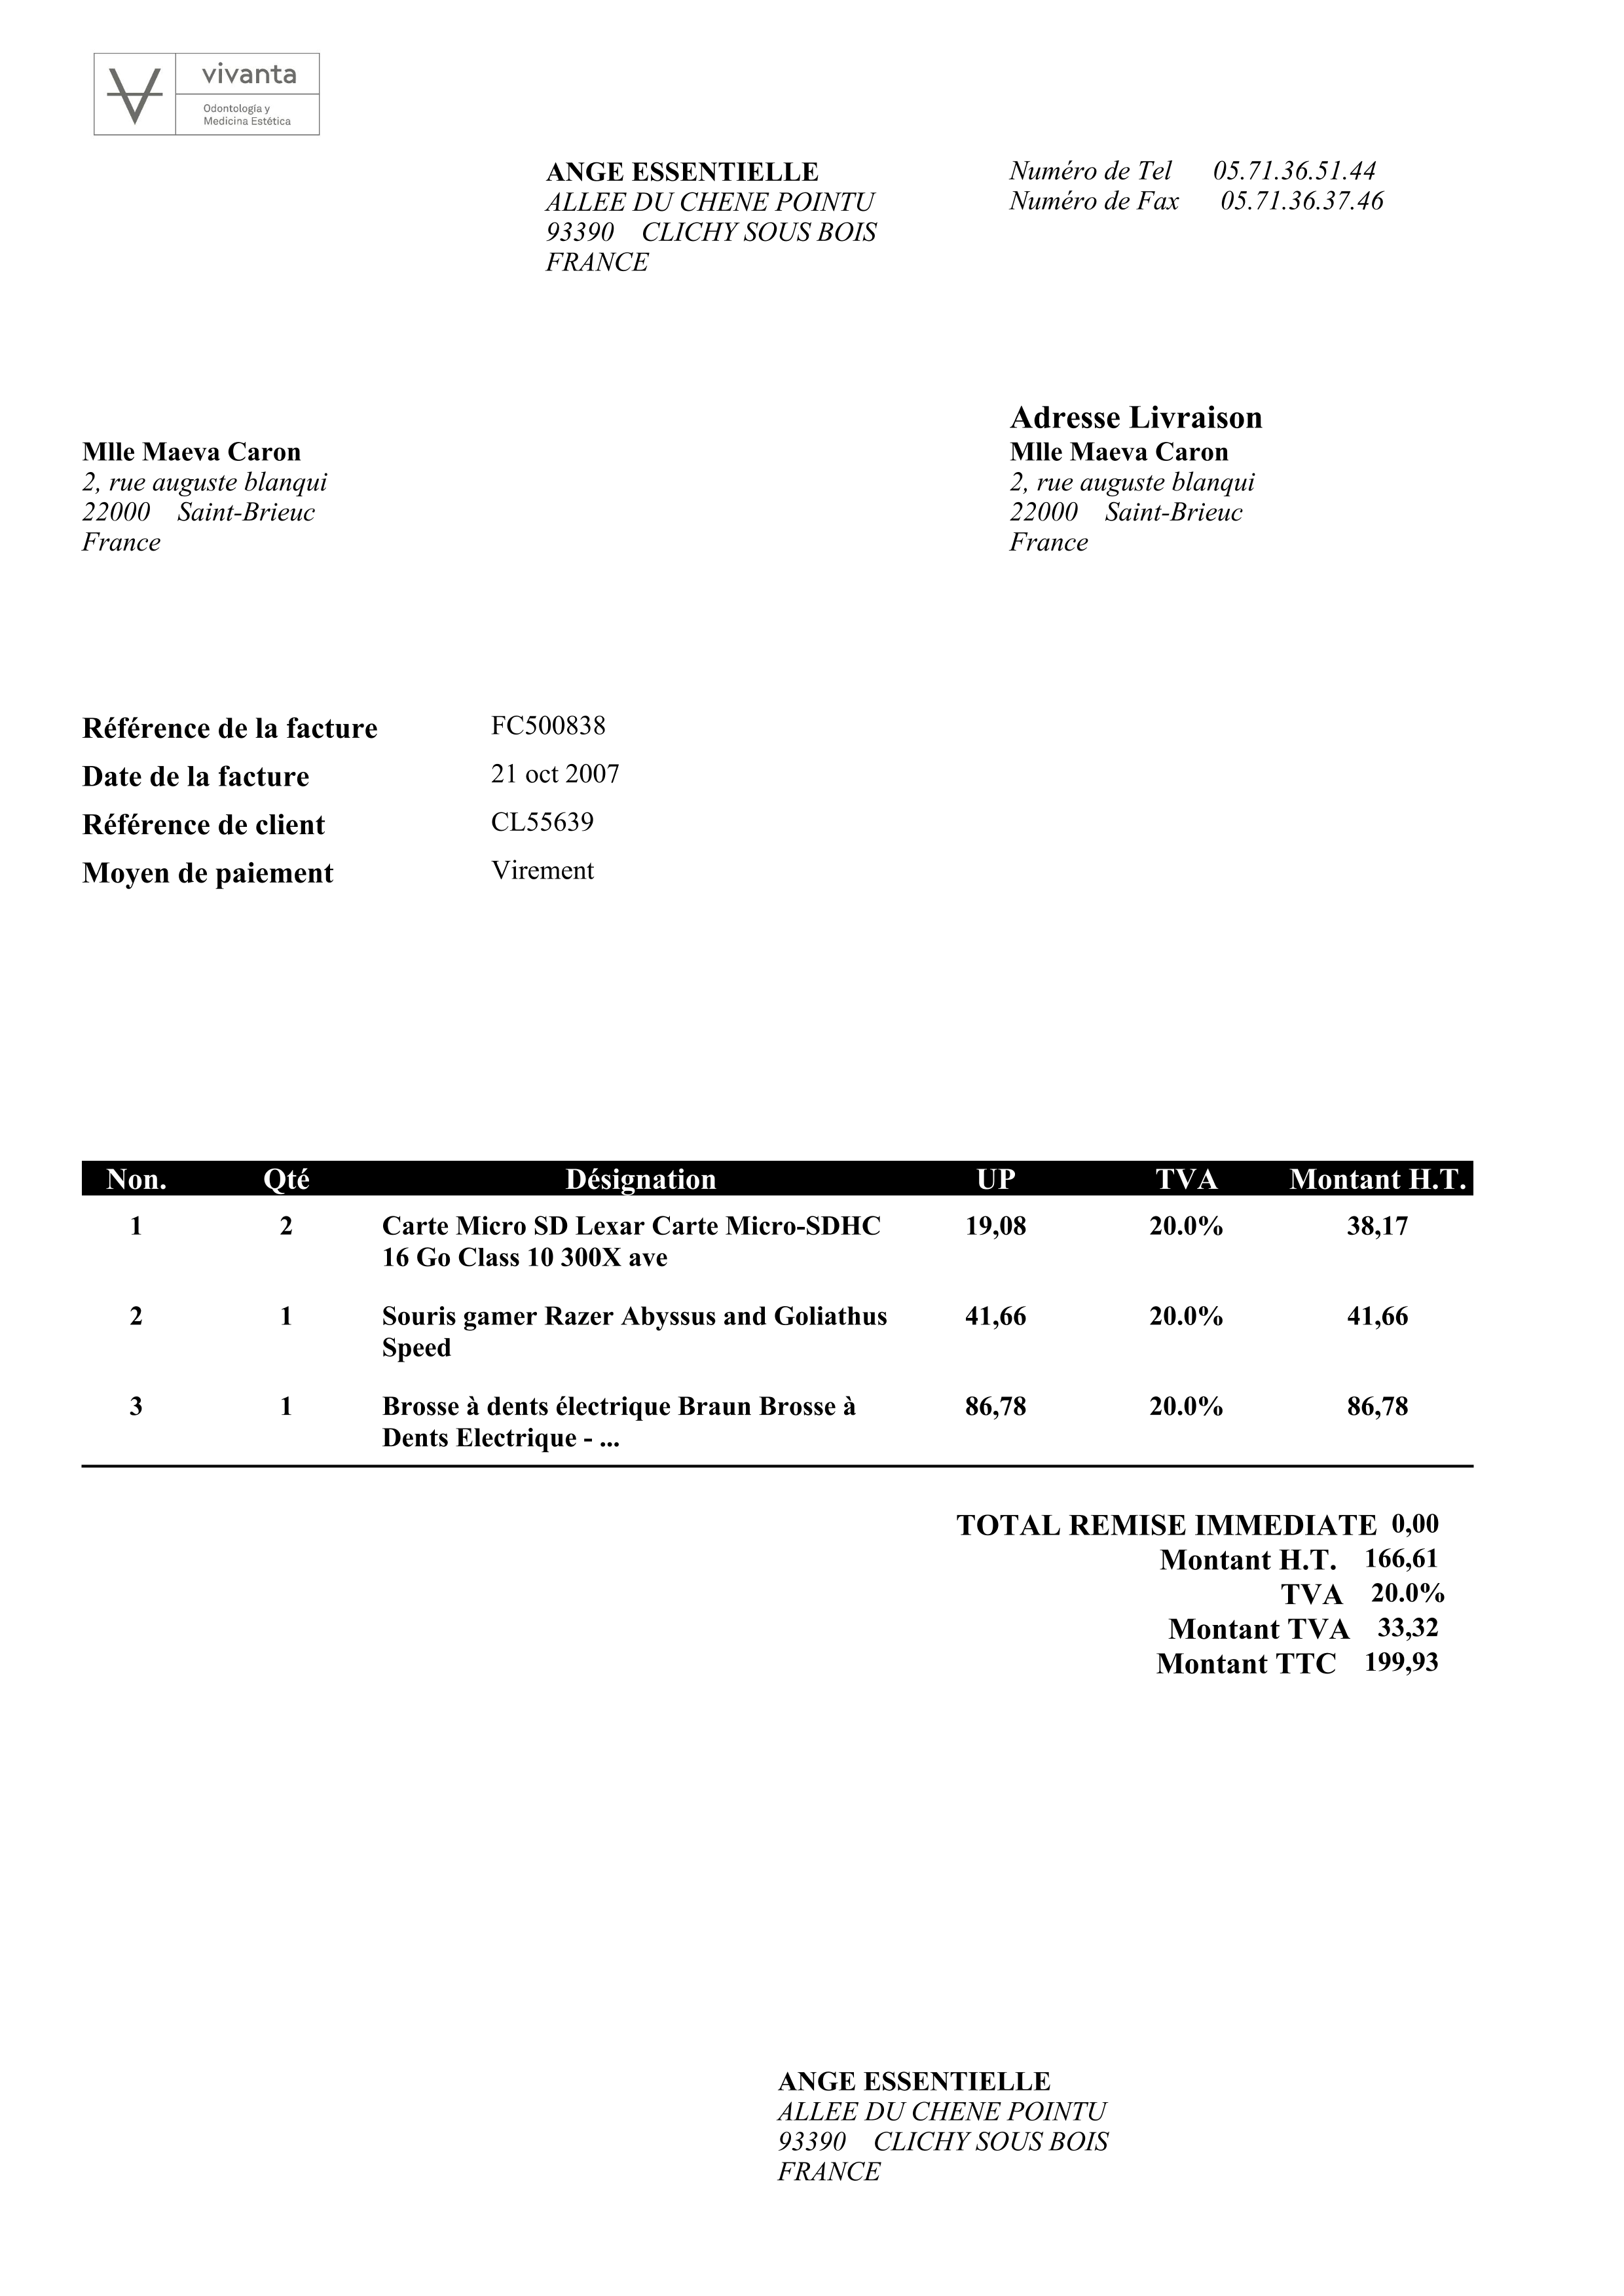 vivanta
Odontología y
Medicina Estética
ANGE ESSENTIELLE
ALLEE DU CHENE POINTU
93390 CLICHY SOUS BOIS
FRANCE
Numéro de Tel 05.71.36.51.44
Numéro de Fax 05.71.36.37.46
Mlle Maeva Caron
2, rue auguste blanqui
22000 Saint-Brieuc
France
Adresse Livraison
Mlle Maeva Caron
2, rue auguste blanqui
22000 Saint-Brieuc
France
Référence de la facture FC500838
Date de la facture 21 oct 2007
Référence de client CL55639
Moyen de paiement Virement
Non. Qté Désignation UP TVA Montant H.T.
1 2 Carte Micro SD Lexar Carte Micro-SDHC 19,08 20.0% 38,17
16 Go Class 10 300X ave
2 1 Souris gamer Razer Abyssus and Goliathus 41,66 20.0% 41,66
Speed
3 1 Brosse à dents électrique Braun Brosse à 86,78 20.0% 86,78
Dents Electrique - ...
TOTAL REMISE IMMEDIATE 0,00
Montant H.T. 166,61
TVA 20.0%
Montant TVA 33,32
Montant TTC 199,93
ANGE ESSENTIELLE
ALLEE DU CHENE POINTU
93390 CLICHY SOUS BOIS
FRANCE